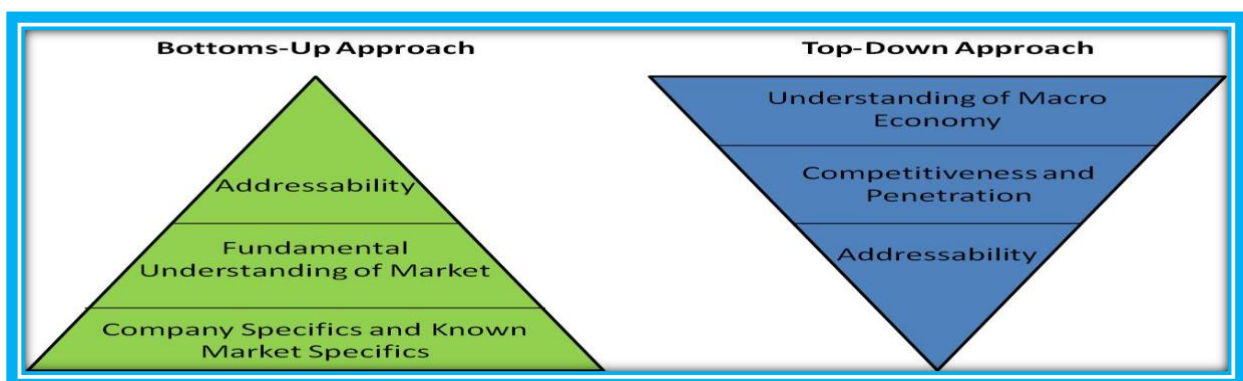 Bottoms-Up Approach
Addressability
Fundamental
Understanding of Market
Company Specifics and Known
Market Specifics
Top-Down Approach
Understanding of Macro
Economy
Competitiveness and
Penetration
Addressability